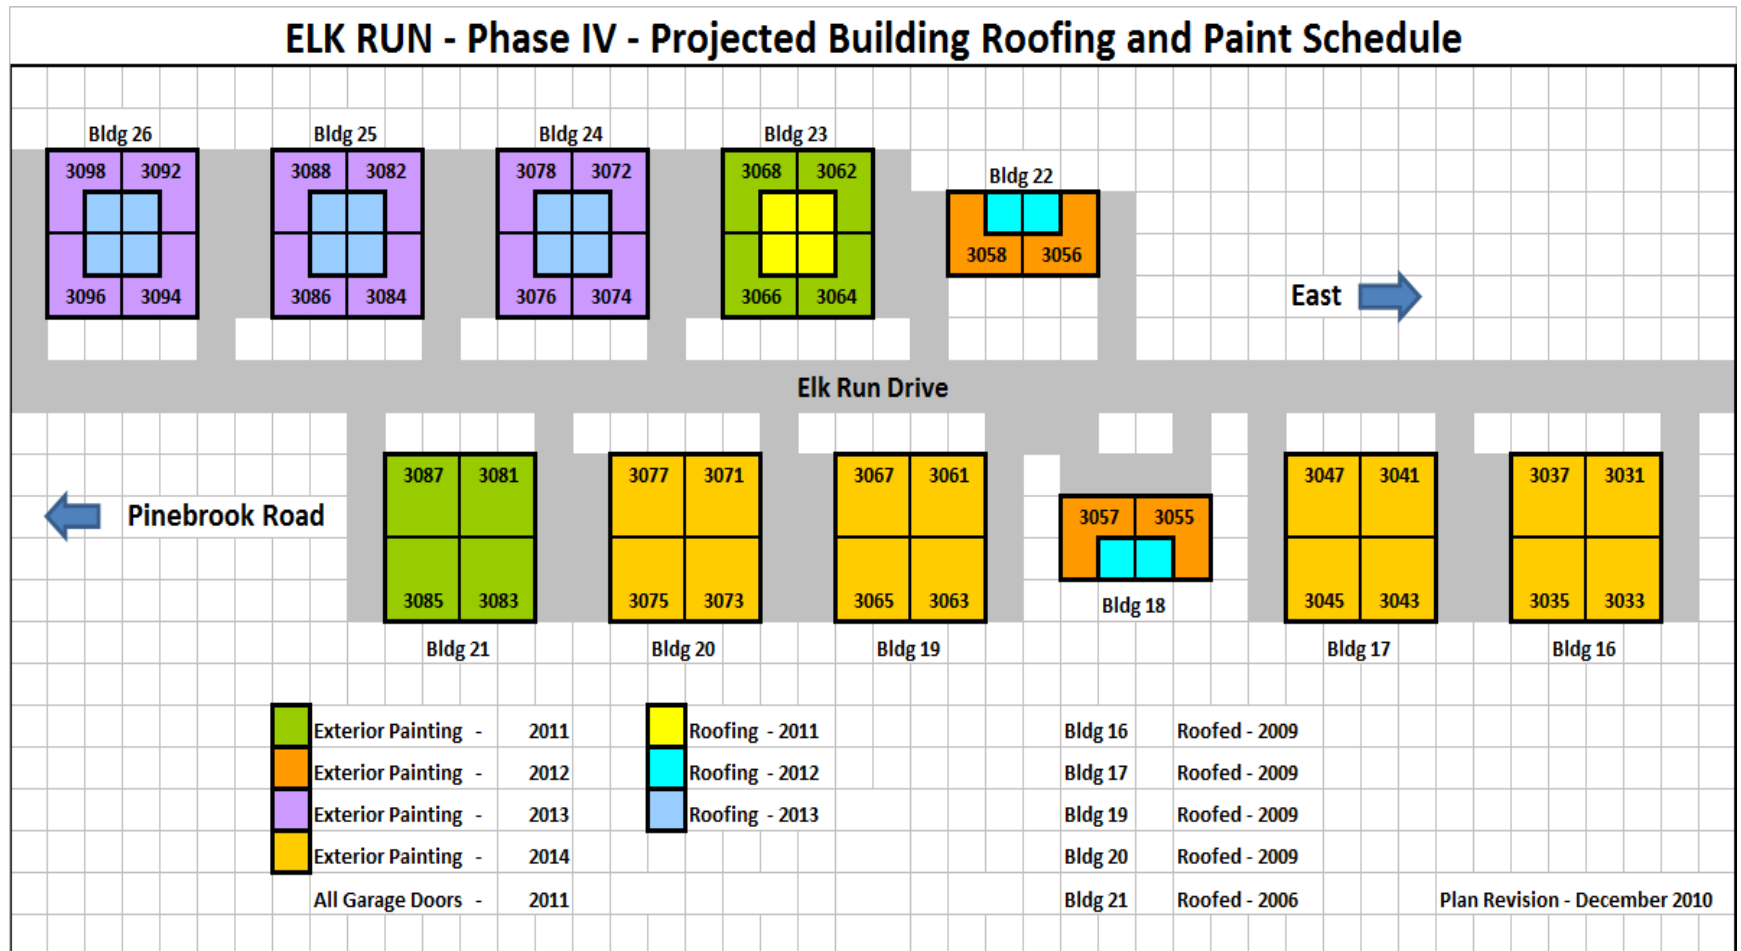 ELK RUN - Phase IV - Projected Building Roofing and Paint Schedule
Bldg 26 Bldg 25 Bldg 24 Bldg 23
Bldg 22
3098 3092 3088 3082 3078 3072 3068 3062
3058 3056
3096 3094 3086 3084 3076 3074 3066 3064
East
Elk Run Drive
3087 3081 3077 3071 3067 3061 3047 3041 3037 3031
Pinebrook Road
3057 3055
3085 3083 3075 3073 3065 3063 3045 3043 3035 3033
Bldg 18
Bldg 21 Bldg 20 Bldg 19 Bldg 17 Bldg 16
Exterior Painting - 2011 Roofing - 2011 Bldg 16 Roofed - 2009
Exterior Painting - 2012 Roofing - 2012 Bldg 17 Roofed - 2009
Exterior Painting - 2013 Roofing - 2013 Bldg 19 Roofed - 2009
Exterior Painting - 2014 Bldg 20 Roofed - 2009
All Garage Doors - 2011 Bldg 21 Roofed - 2006 Plan Revision - December 2010